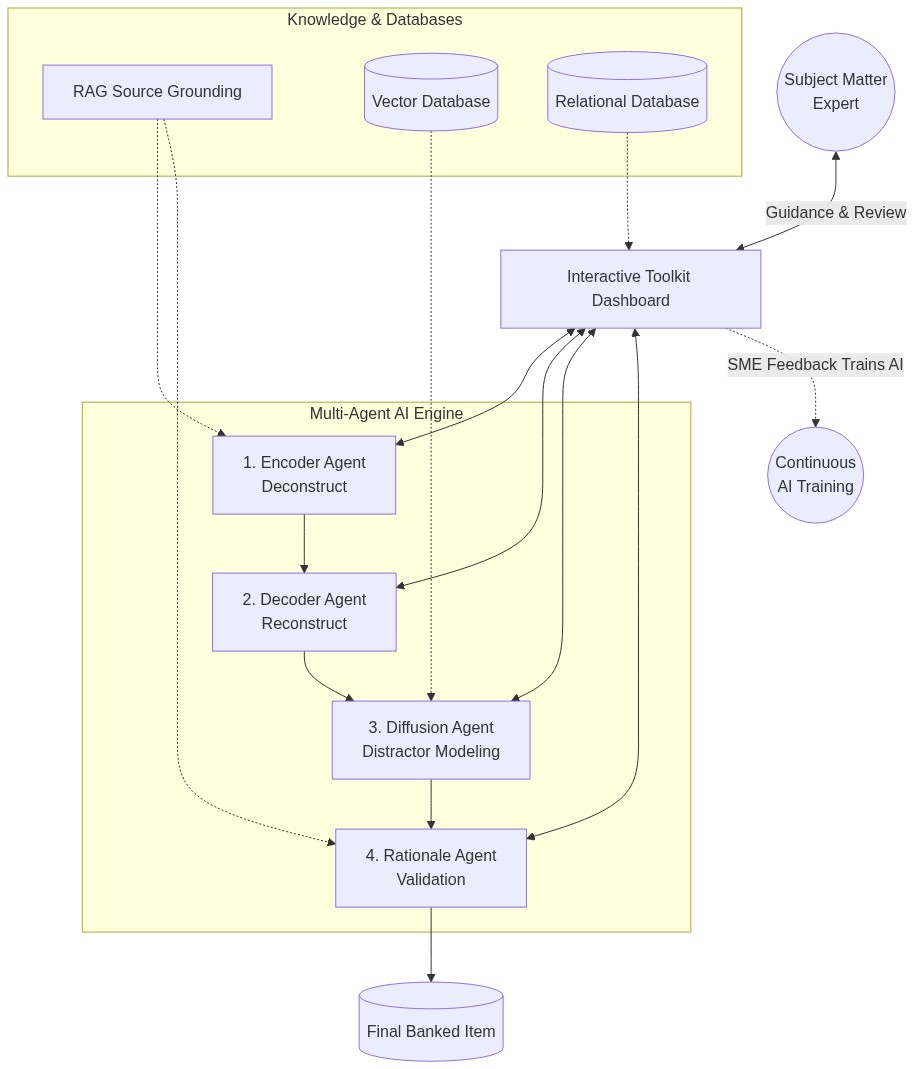 Knowledge & Databases
RAG Source Grounding
Vector Database
Relational Database
Subject Matter
Expert
Guidance & Review
Interactive Toolkit
Dashboard
SME Feedback Trains AI
Multi-Agent AI Engine
1. Encoder Agent
Deconstruct
Continuous
AI Training
2. Decoder Agent
Reconstruct
3. Diffusion Agent
Distractor Modeling
4. Rationale Agent
Validation
Final Banked Item